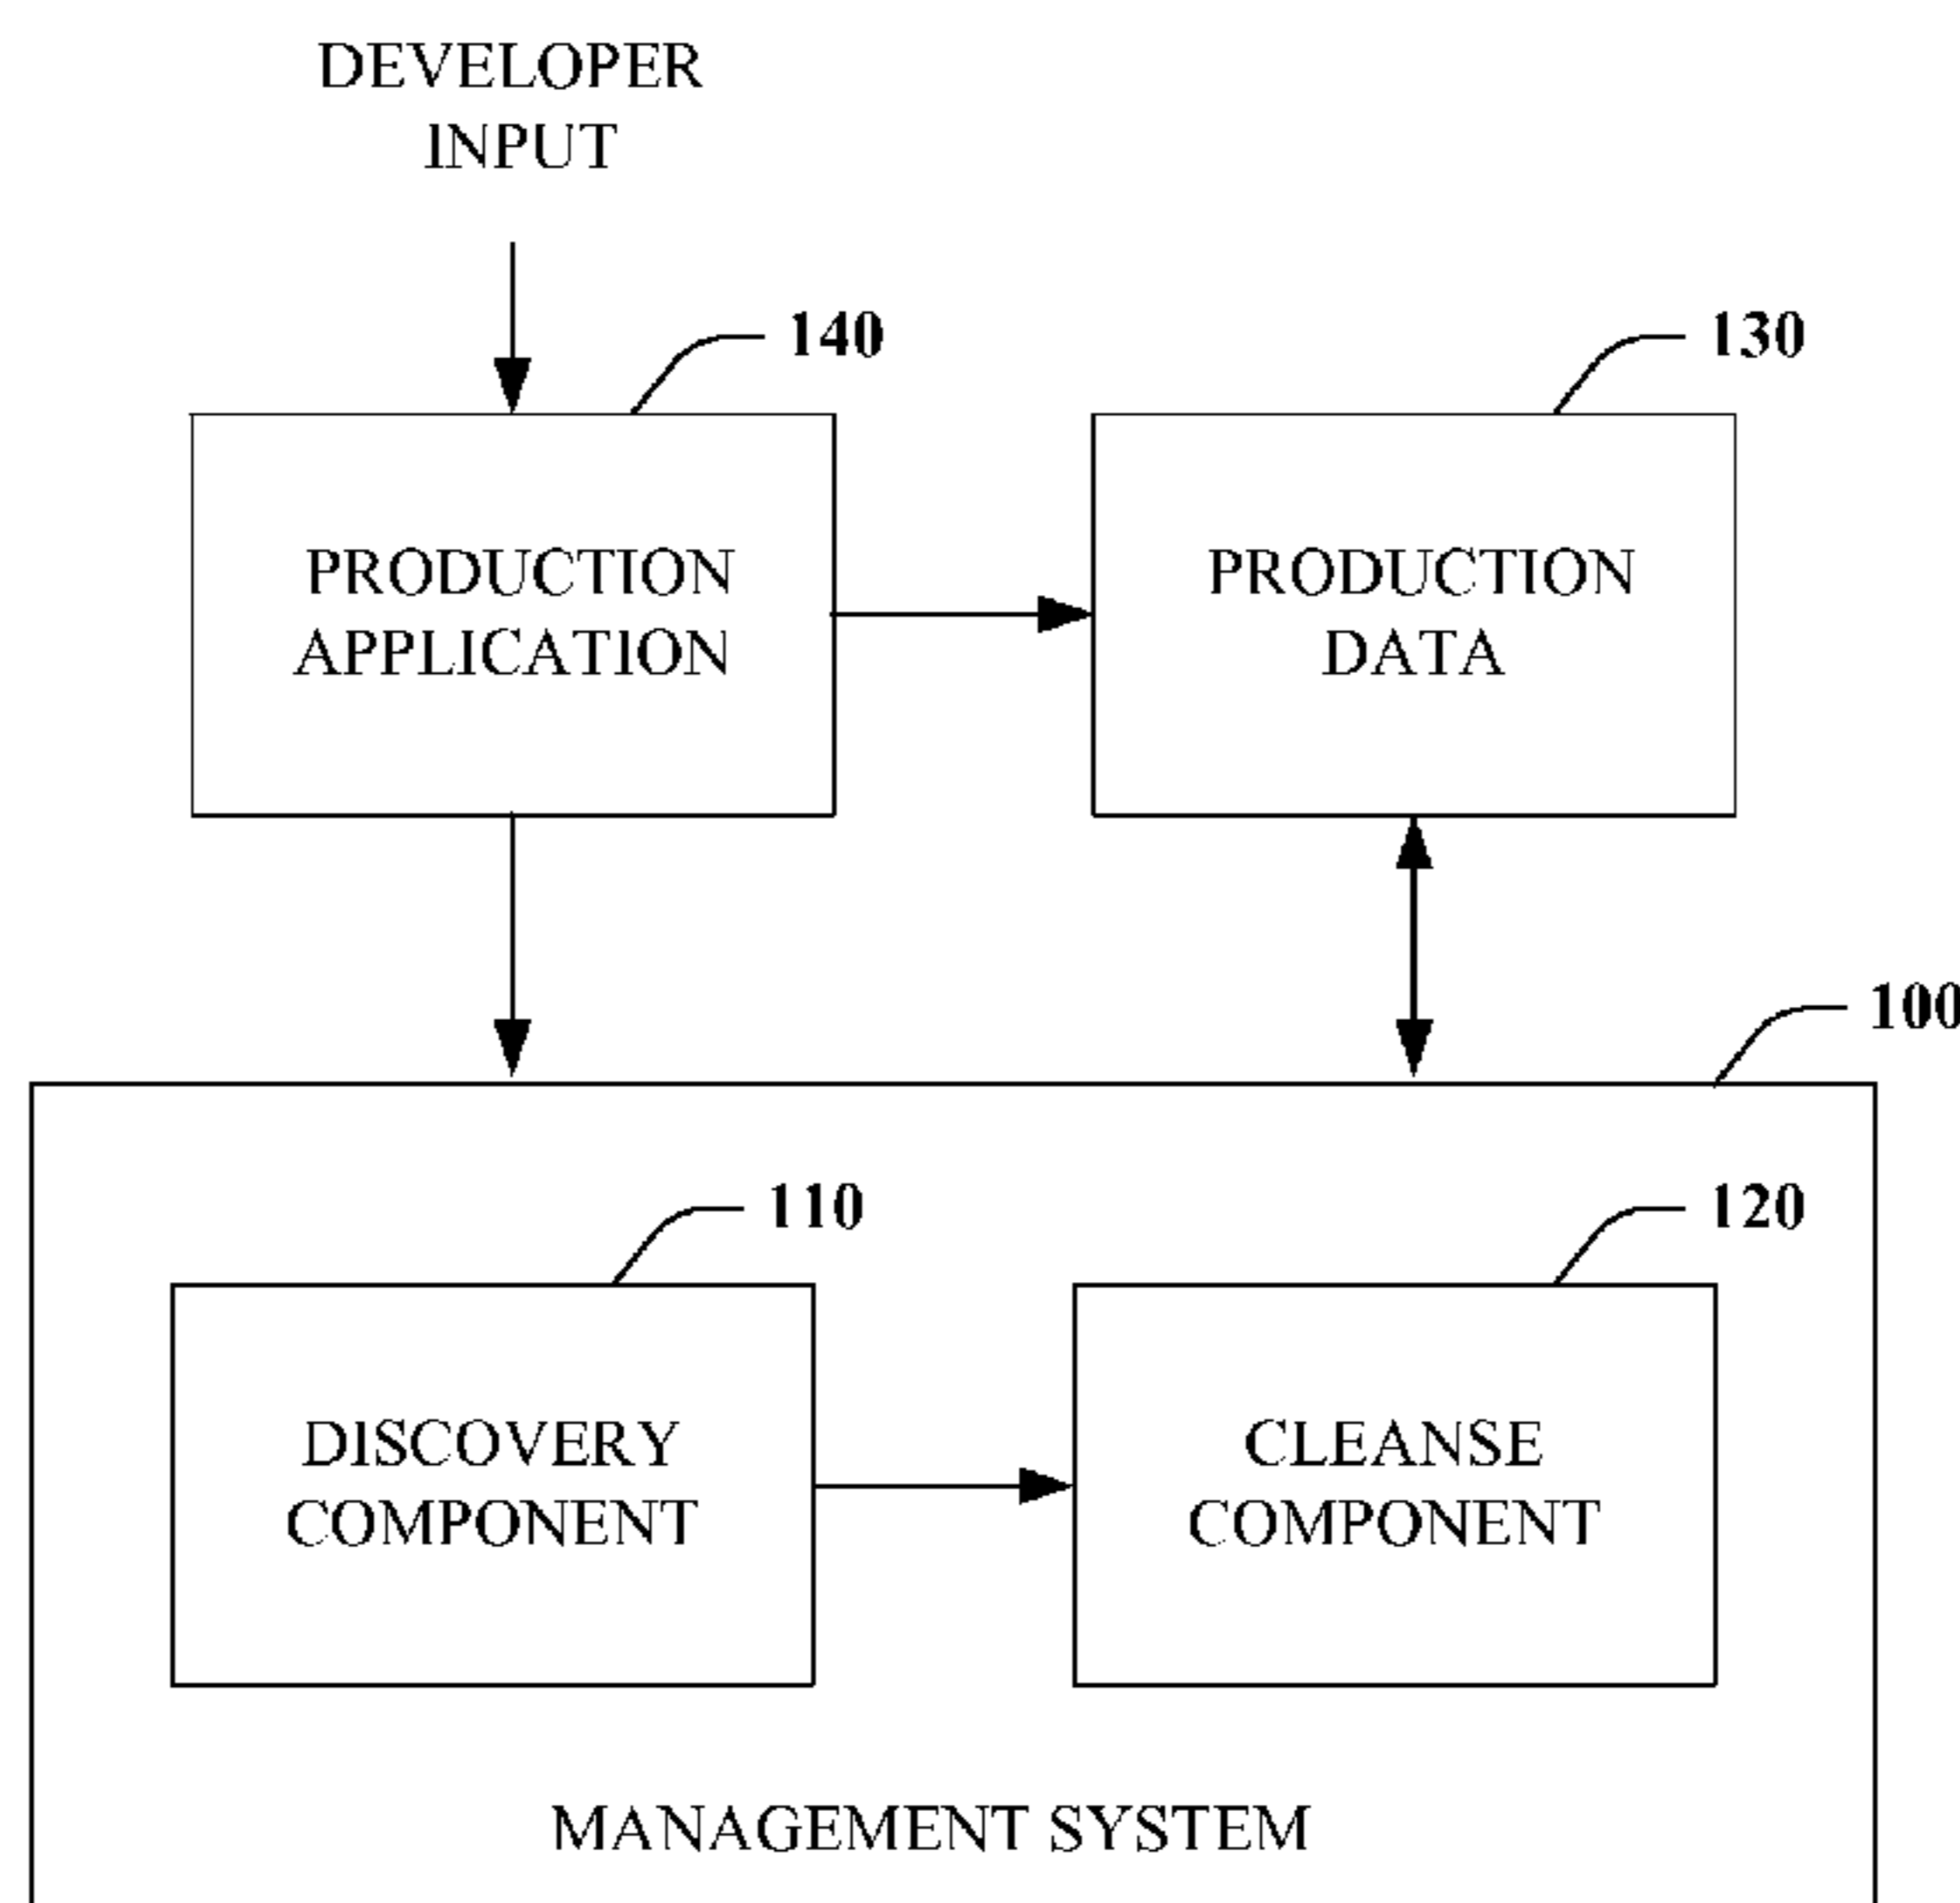 DEVELOPER
INPUT
140
130
PRODUCTION
APPLICATION
PRODUCTION
DATA
100
110
120
DISCOVERY
COMPONENT
CLEANSE
COMPONENT
MANAGEMENT SYSTEM